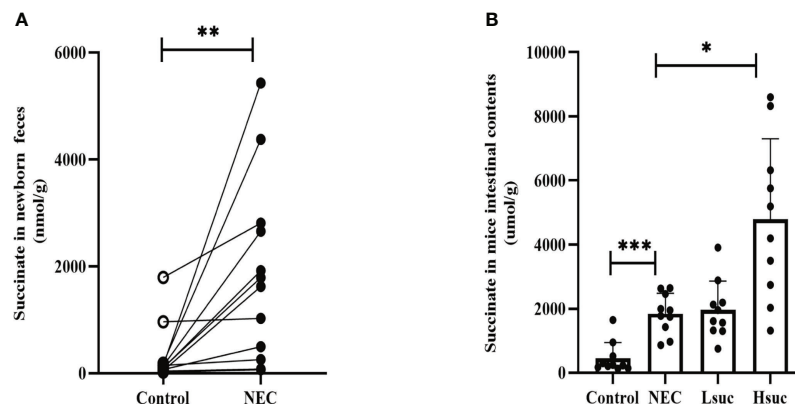 A
Succinate in newborn feces
(nmol/g)
6000
4000
2000
0
**
Control NEC
B
Succinate in mice intestinal contents
(umol/g)
10000
8000
6000
4000
2000
0
*
***
Control NEC Lsuc Hsuc